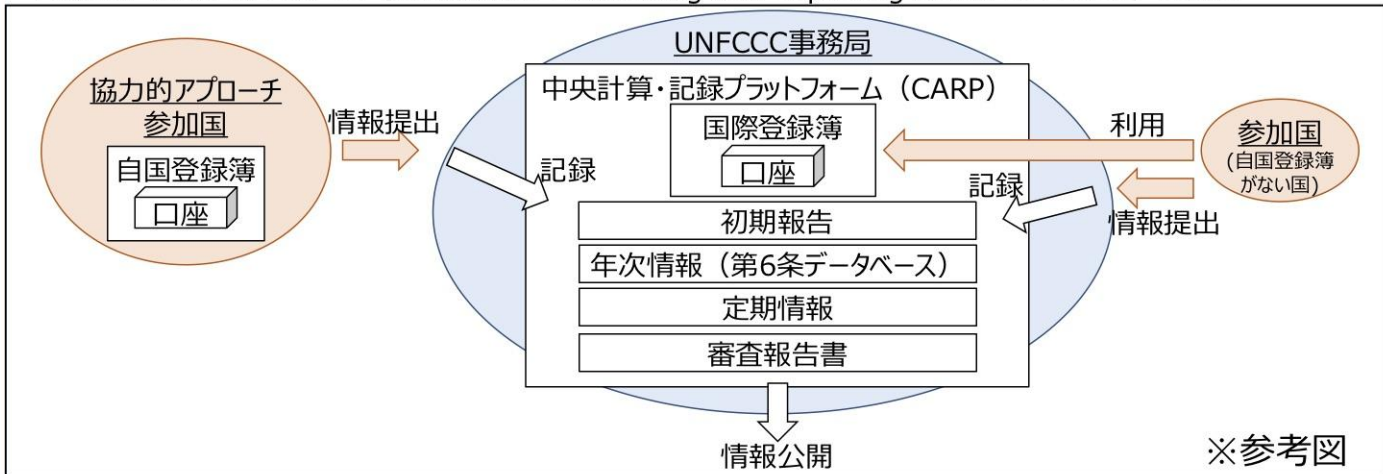 協力的アプローチ
参加国
自国登録簿
口座
情報提出
UNFCCC事務局
中央計算・記録プラットフォーム（CARP）
国際登録簿
口座
記録
初期報告
年次情報（第6条データベース）
定期情報
審査報告書
情報公開
利用
記録
情報提出
参加国
(自国登録簿
がない国)
※参考図